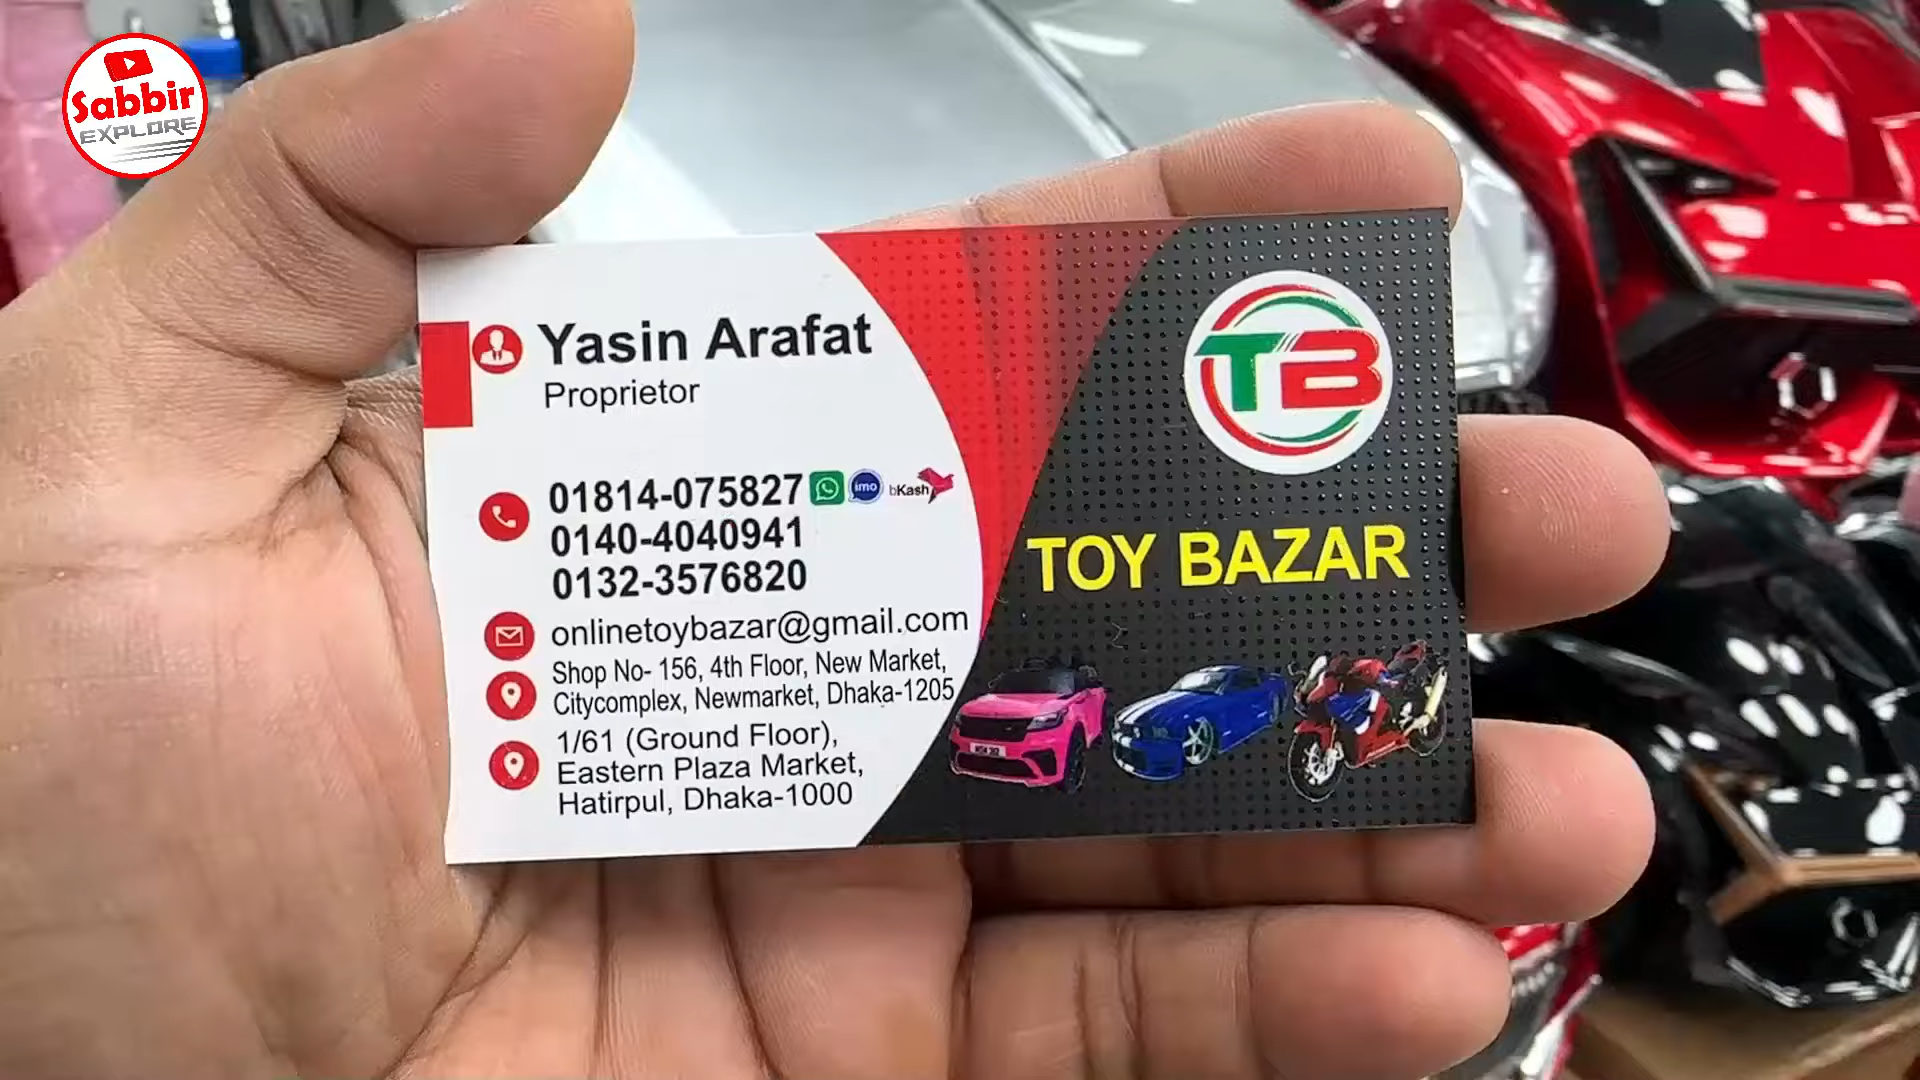 Sabbir
EXPLORE
Yasin Arafat
Proprietor
01814-075827 imo bKash
0140-4040941
0132-3576820
onlinetoybazar@gmail.com
Shop No- 156, 4th Floor, New Market,
Citycomplex, Newmarket, Dhaka-1205
1/61 (Ground Floor),
Eastern Plaza Market,
Hatirpul, Dhaka-1000
TB
TOY BAZAR